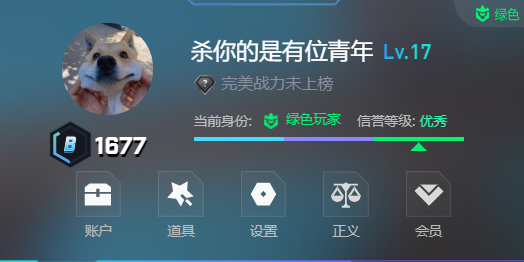 绿色
杀你的是有位青年 Lv.17
完美战力未上榜
当前身份: 绿色玩家 信誉等级: 优秀
B 1677
账户 道具 设置 正义 会员